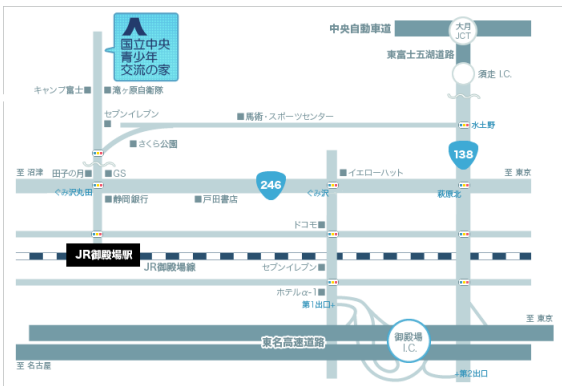 中央自動車道
大月
JCT
国立中央
青少年
交流の家
東富士五湖道路
須走 I.C.
キャンプ富士
滝ヶ原自衛隊
セブンイレブン
馬術・スポーツセンター
水土野
さくら公園
138
至 沼津
田子の月
GS
イエローハット
至 東京
246
ぐみ沢丸田
ぐみ沢
萩原北
静岡銀行
戸田書店
ドコモ
JR御殿場駅
JR御殿場線
セブンイレブン
ホテルα-1
第1出口
至 東京
東名高速道路
御殿場
I.C.
至 名古屋
第2出口